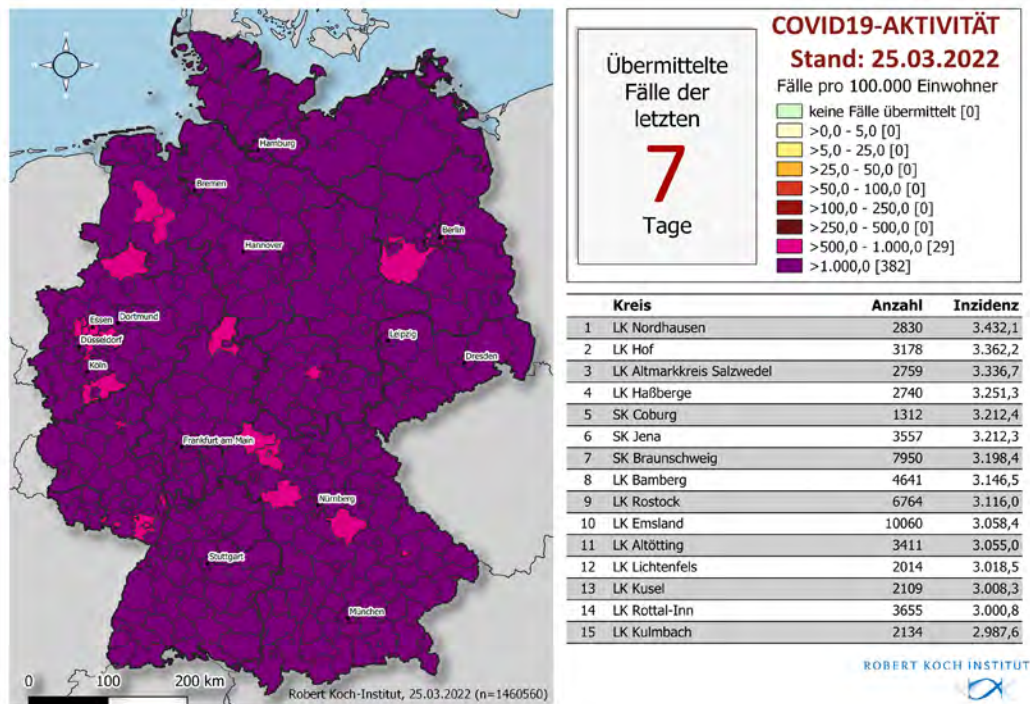 Hamburg
Bremen
Berlin
Hannover
Essen
Dortmund
Düsseldorf
Leipzig
Dresden
Köln
Frankfurt am Main
Nürnberg
Stuttgart
München
0 100 200 km
Robert Koch-Institut, 25.03.2022 (n=1460560)
Übermittelte
Fälle der
letzten
7
Tage
COVID19-AKTIVITÄT
Stand: 25.03.2022
Fälle pro 100.000 Einwohner
keine Fälle übermittelt [0]
>0,0 - 5,0 [0]
>5,0 - 25,0 [0]
>25,0 - 50,0 [0]
>50,0 - 100,0 [0]
>100,0 - 250,0 [0]
>250,0 - 500,0 [0]
>500,0 - 1.000,0 [29]
>1.000,0 [382]
Kreis Anzahl Inzidenz
1 LK Nordhausen 2830 3.432,1
2 LK Hof 3178 3.362,2
3 LK Altmarkkreis Salzwedel 2759 3.336,7
4 LK Haßberge 2740 3.251,3
5 SK Coburg 1312 3.212,4
6 SK Jena 3557 3.212,3
7 SK Braunschweig 7950 3.198,4
8 LK Bamberg 4641 3.146,5
9 LK Rostock 6764 3.116,0
10 LK Emsland 10060 3.058,4
11 LK Altötting 3411 3.055,0
12 LK Lichtenfels 2014 3.018,5
13 LK Kusel 2109 3.008,3
14 LK Rottal-Inn 3655 3.000,8
15 LK Kulmbach 2134 2.987,6
ROBERT KOCH INSTITUT